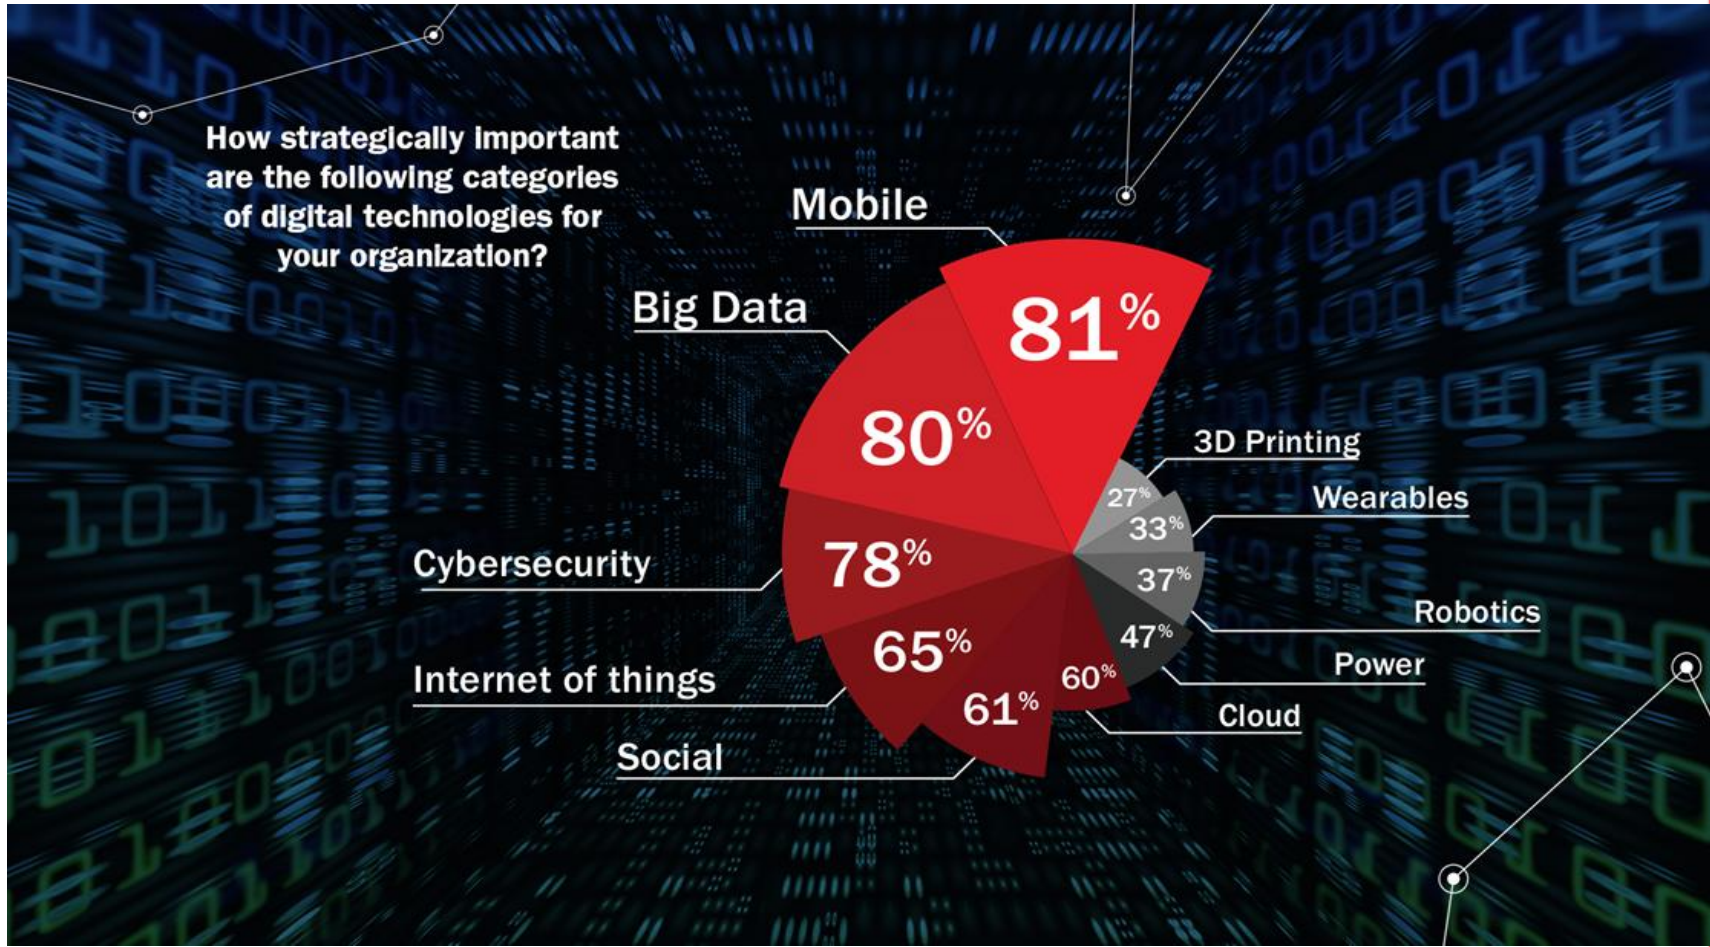 How strategically important
are the following categories
of digital technologies for
your organization?
Mobile
81%
Big Data
80%
Cybersecurity
78%
Internet of things
65%
Social
61%
Cloud
60%
Power
47%
Robotics
37%
Wearables
33%
3D Printing
27%